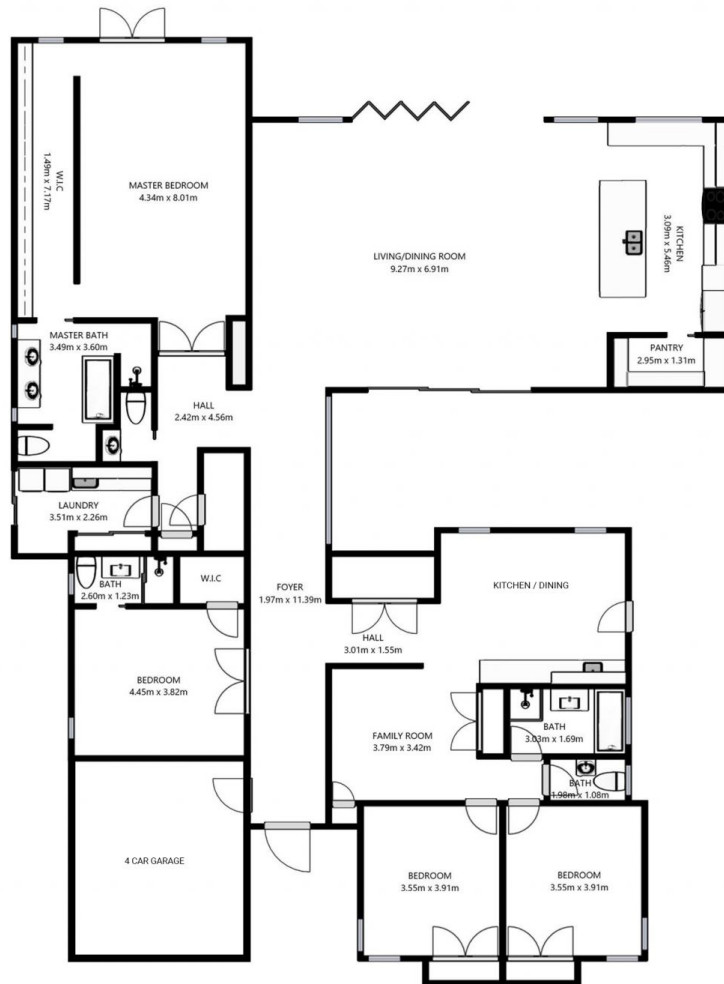 W.I.C
1.49m x 7.17m
MASTER BEDROOM
4.34m x 8.01m
LIVING/DINING ROOM
9.27m x 6.91m
KITCHEN
3.09m x 5.46m
MASTER BATH
3.49m x 3.60m
PANTRY
2.95m x 1.31m
HALL
2.42m x 4.56m
LAUNDRY
3.51m x 2.26m
BATH
2.60m x 1.23m
W.I.C
FOYER
1.97m x 11.39m
KITCHEN / DINING
HALL
3.01m x 1.55m
BEDROOM
4.45m x 3.82m
FAMILY ROOM
3.79m x 3.42m
BATH
3.03m x 1.69m
BATH
1.98m x 1.08m
4 CAR GARAGE
BEDROOM
3.55m x 3.91m
BEDROOM
3.55m x 3.91m